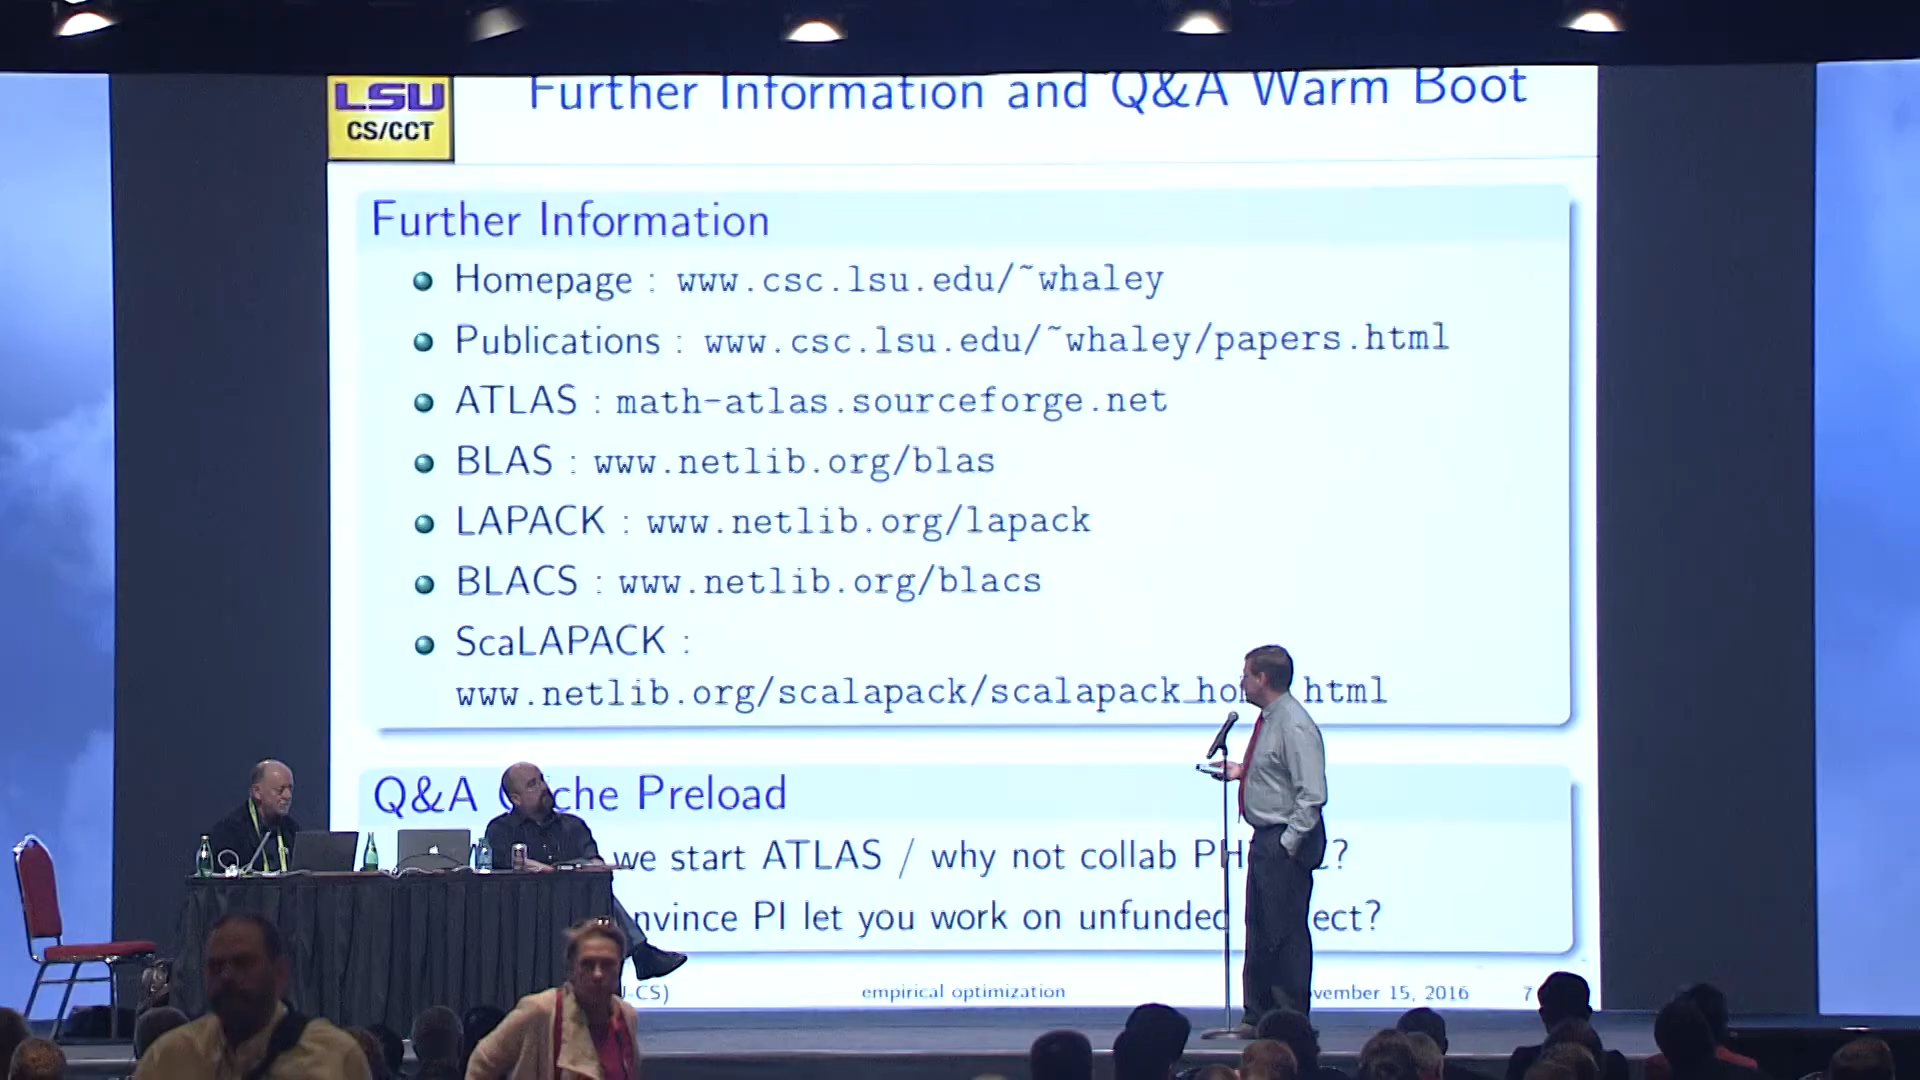 LSU
CS/CCT
Further Information and Q&A Warm Boot
Further Information
Homepage : www.csc.lsu.edu/~whaley
Publications : www.csc.lsu.edu/~whaley/papers.html
ATLAS : math-atlas.sourceforge.net
BLAS : www.netlib.org/blas
LAPACK : www.netlib.org/lapack
BLACS : www.netlib.org/blacs
ScaLAPACK :
www.netlib.org/scalapack/scalapack_ho html
Q&A che Preload
we start ATLAS / why not collab PH ?
nvince PI let you work on unfunded ect?
CS) empirical optimization vember 15, 2016 7